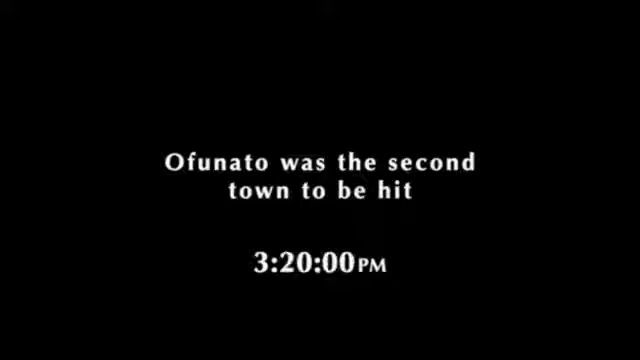 Ofunato was the second
town to be hit
3:20:00PM